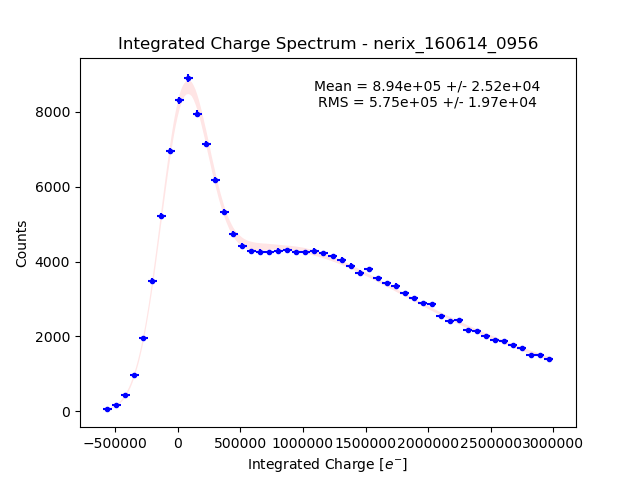 Integrated Charge Spectrum - nerix_160614_0956
Mean = 8.94e+05 +/- 2.52e+04
RMS = 5.75e+05 +/- 1.97e+04
Counts
8000
6000
4000
2000
0
−500000 0 500000 1000000 1500000 2000000 2500000 3000000
Integrated Charge [e⁻]